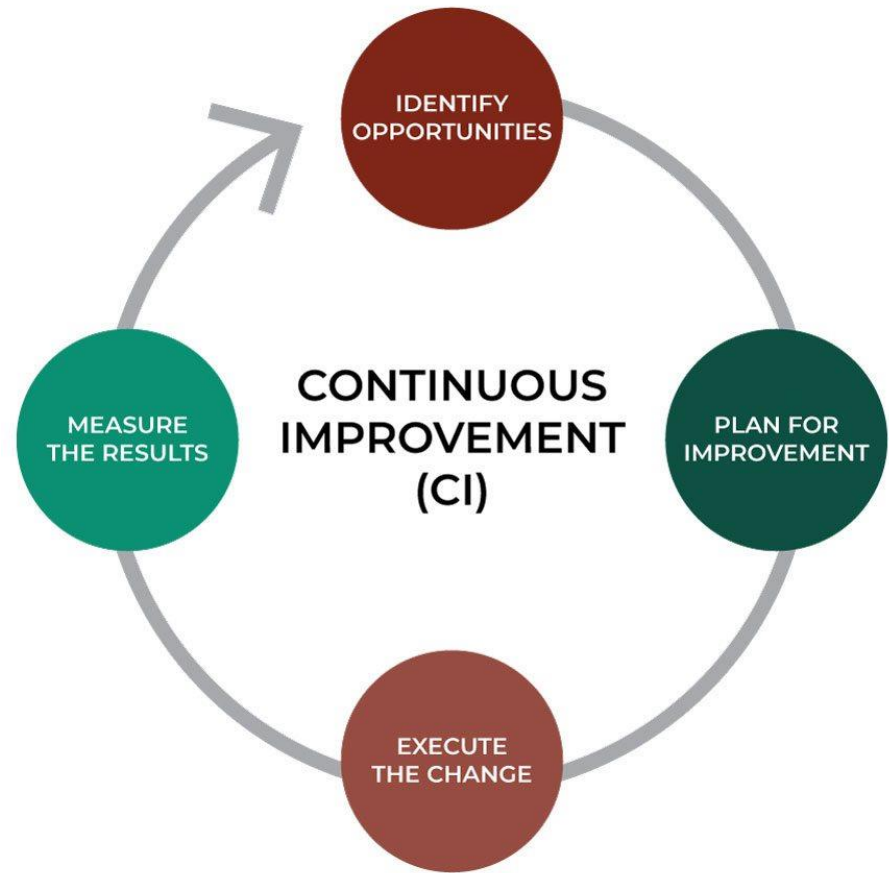 IDENTIFY
OPPORTUNITIES
PLAN FOR
IMPROVEMENT
EXECUTE
THE CHANGE
MEASURE
THE RESULTS
CONTINUOUS
IMPROVEMENT
(CI)